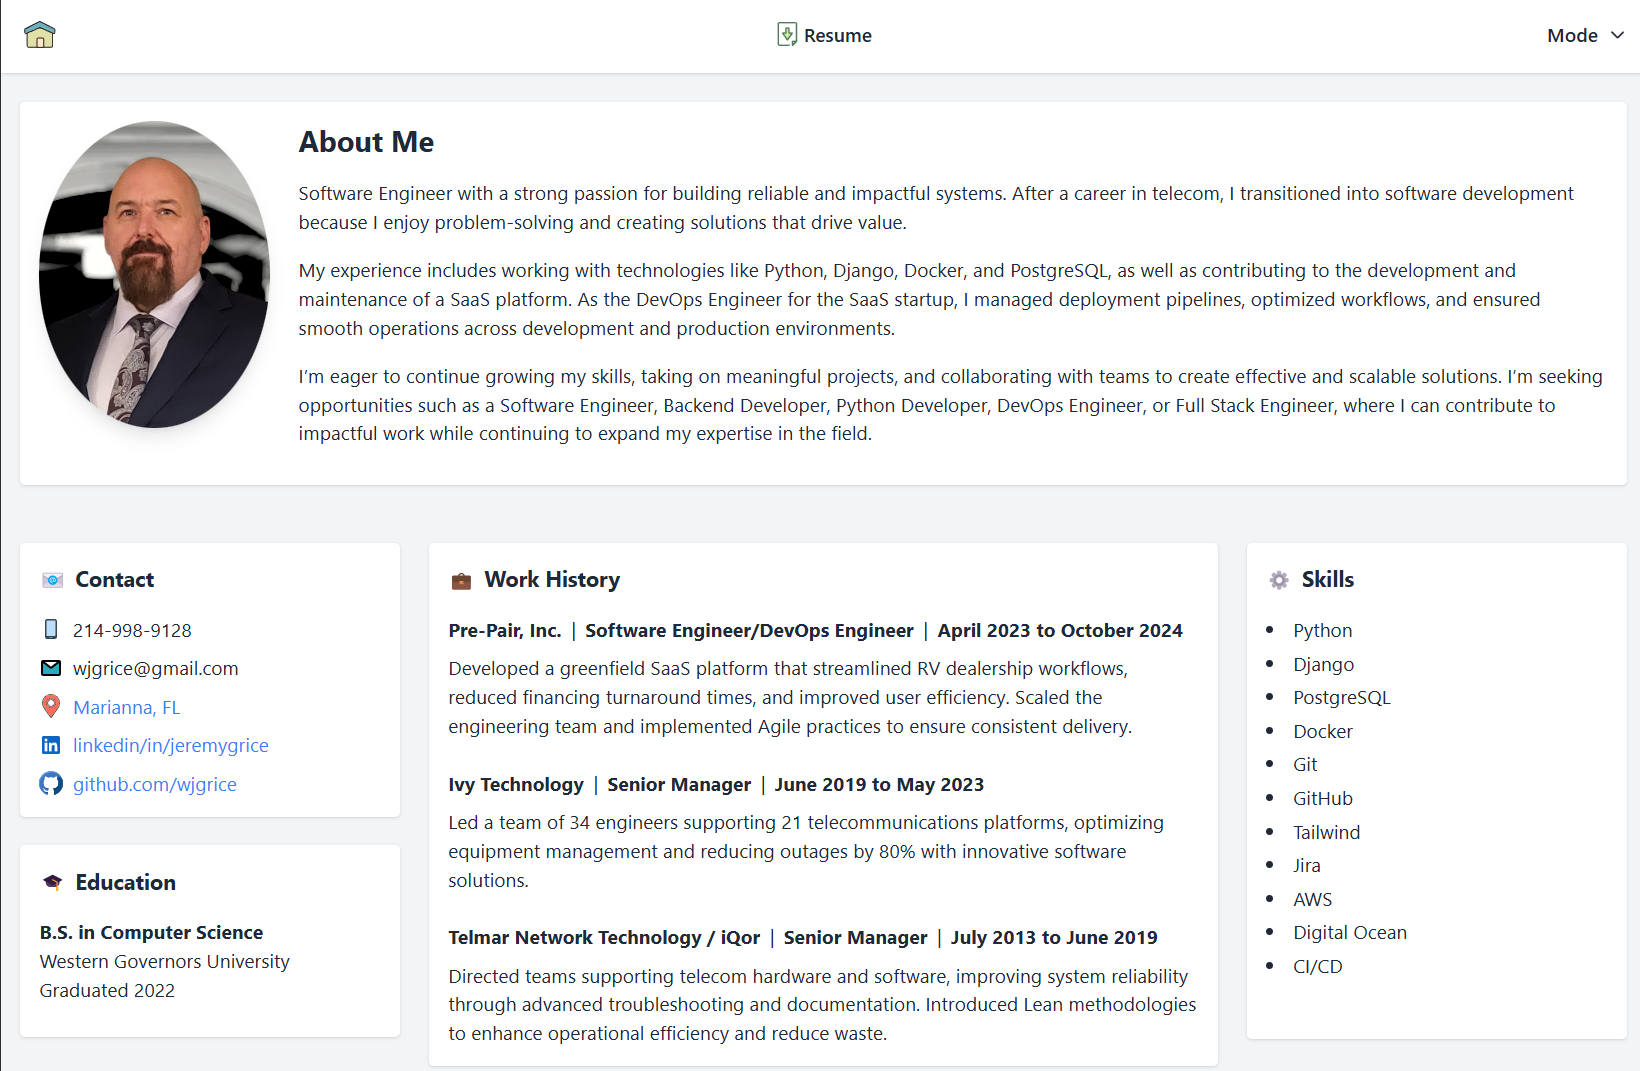 Resume
Mode
About Me
Software Engineer with a strong passion for building reliable and impactful systems. After a career in telecom, I transitioned into software development
because I enjoy problem-solving and creating solutions that drive value.
My experience includes working with technologies like Python, Django, Docker, and PostgreSQL, as well as contributing to the development and
maintenance of a SaaS platform. As the DevOps Engineer for the SaaS startup, I managed deployment pipelines, optimized workflows, and ensured
smooth operations across development and production environments.
I’m eager to continue growing my skills, taking on meaningful projects, and collaborating with teams to create effective and scalable solutions. I’m seeking
opportunities such as a Software Engineer, Backend Developer, Python Developer, DevOps Engineer, or Full Stack Engineer, where I can contribute to
impactful work while continuing to expand my expertise in the field.
Contact
214-998-9128
wjgrice@gmail.com
Marianna, FL
linkedin/in/jeremygrice
github.com/wjgrice
Education
B.S. in Computer Science
Western Governors University
Graduated 2022
Work History
Pre-Pair, Inc. | Software Engineer/DevOps Engineer | April 2023 to October 2024
Developed a greenfield SaaS platform that streamlined RV dealership workflows,
reduced financing turnaround times, and improved user efficiency. Scaled the
engineering team and implemented Agile practices to ensure consistent delivery.
Ivy Technology | Senior Manager | June 2019 to May 2023
Led a team of 34 engineers supporting 21 telecommunications platforms, optimizing
equipment management and reducing outages by 80% with innovative software
solutions.
Telmar Network Technology / iQor | Senior Manager | July 2013 to June 2019
Directed teams supporting telecom hardware and software, improving system reliability
through advanced troubleshooting and documentation. Introduced Lean methodologies
to enhance operational efficiency and reduce waste.
Skills
• Python
• Django
• PostgreSQL
• Docker
• Git
• GitHub
• Tailwind
• Jira
• AWS
• Digital Ocean
• CI/CD